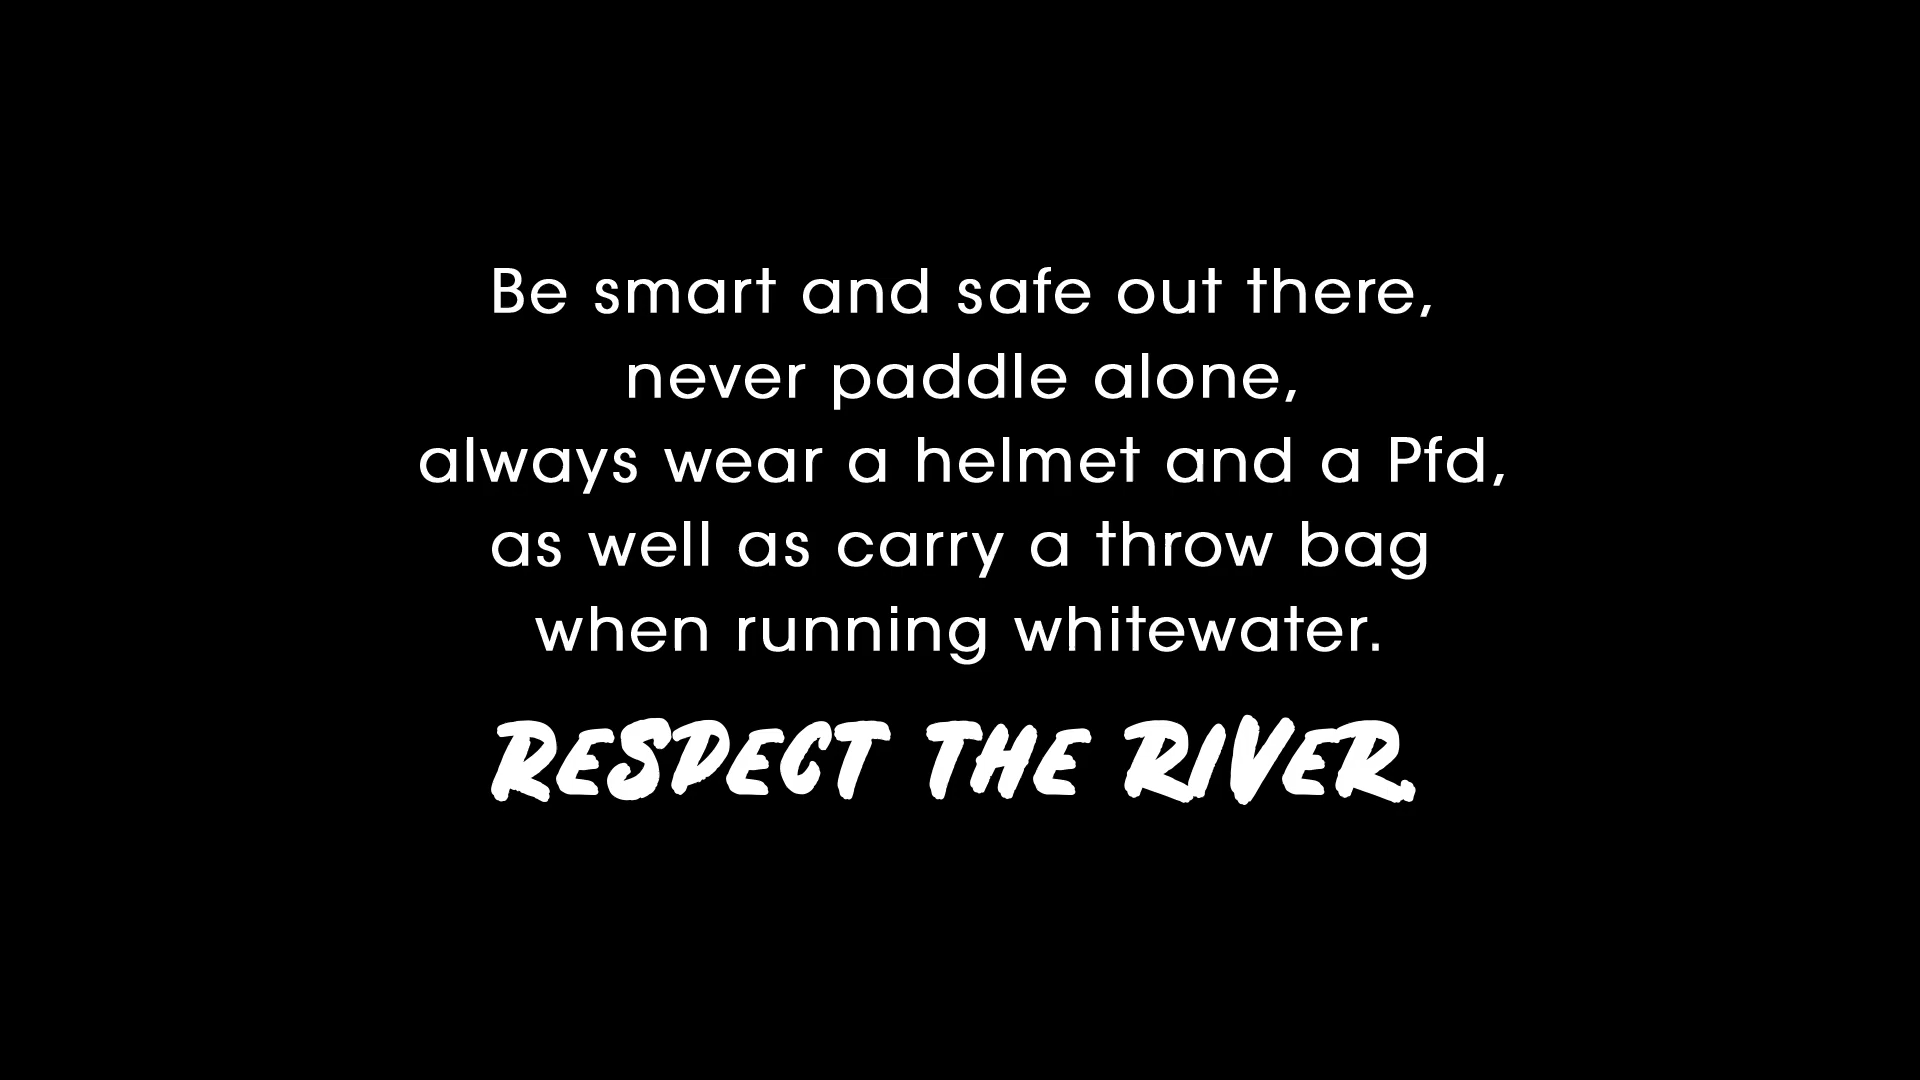 Be smart and safe out there,
never paddle alone,
always wear a helmet and a Pfd,
as well as carry a throw bag
when running whitewater.
RESPECT THE RIVER.